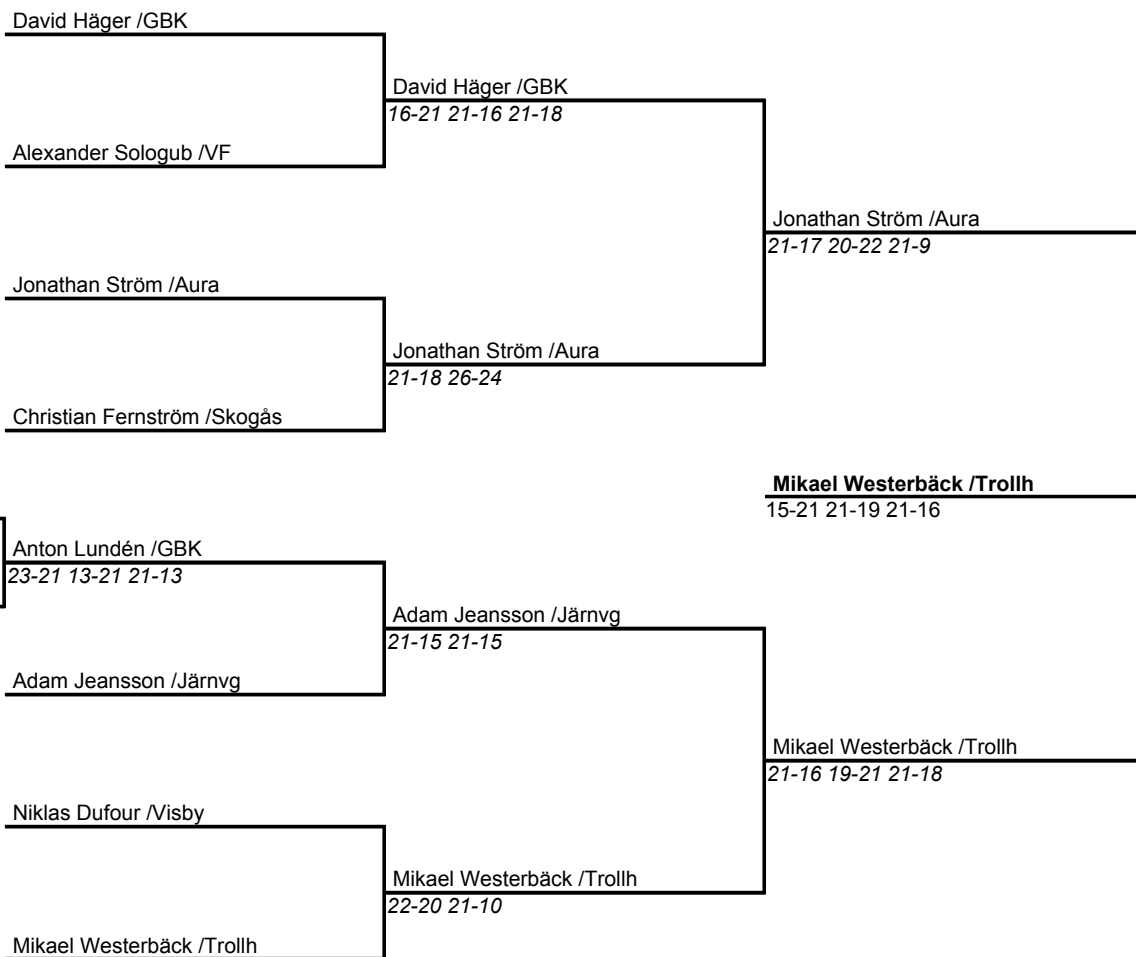 David Häger /GBK
David Häger /GBK
16-21 21-16 21-18
Alexander Sologub /VF
Jonathan Ström /Aura
21-17 20-22 21-9
Jonathan Ström /Aura
Jonathan Ström /Aura
21-18 26-24
Christian Fernström /Skogås
Mikael Westerbäck /Trollh
15-21 21-19 21-16
Anton Lundén /GBK
23-21 13-21 21-13
Adam Jeansson /Järnvg
21-15 21-15
Adam Jeansson /Järnvg
Mikael Westerbäck /Trollh
21-16 19-21 21-18
Niklas Dufour /Visby
Mikael Westerbäck /Trollh
22-20 21-10
Mikael Westerbäck /Trollh